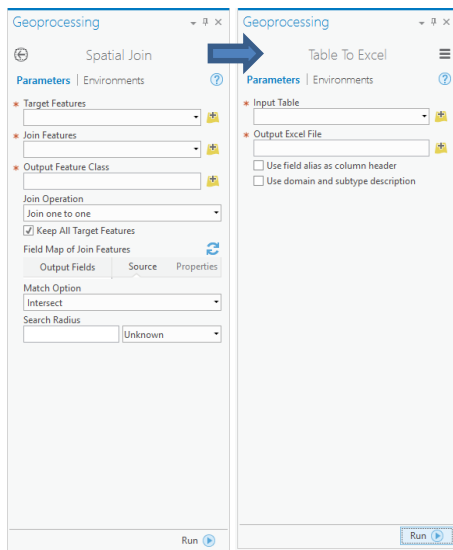 Geoprocessing
Spatial Join
Parameters | Environments
* Target Features
* Join Features
* Output Feature Class
Join Operation
Join one to one
Keep All Target Features
Field Map of Join Features
Output Fields Source Properties
Match Option
Intersect
Search Radius
Unknown
Run
Geoprocessing
Table To Excel
Parameters | Environments
* Input Table
* Output Excel File
Use field alias as column header
Use domain and subtype description
Run